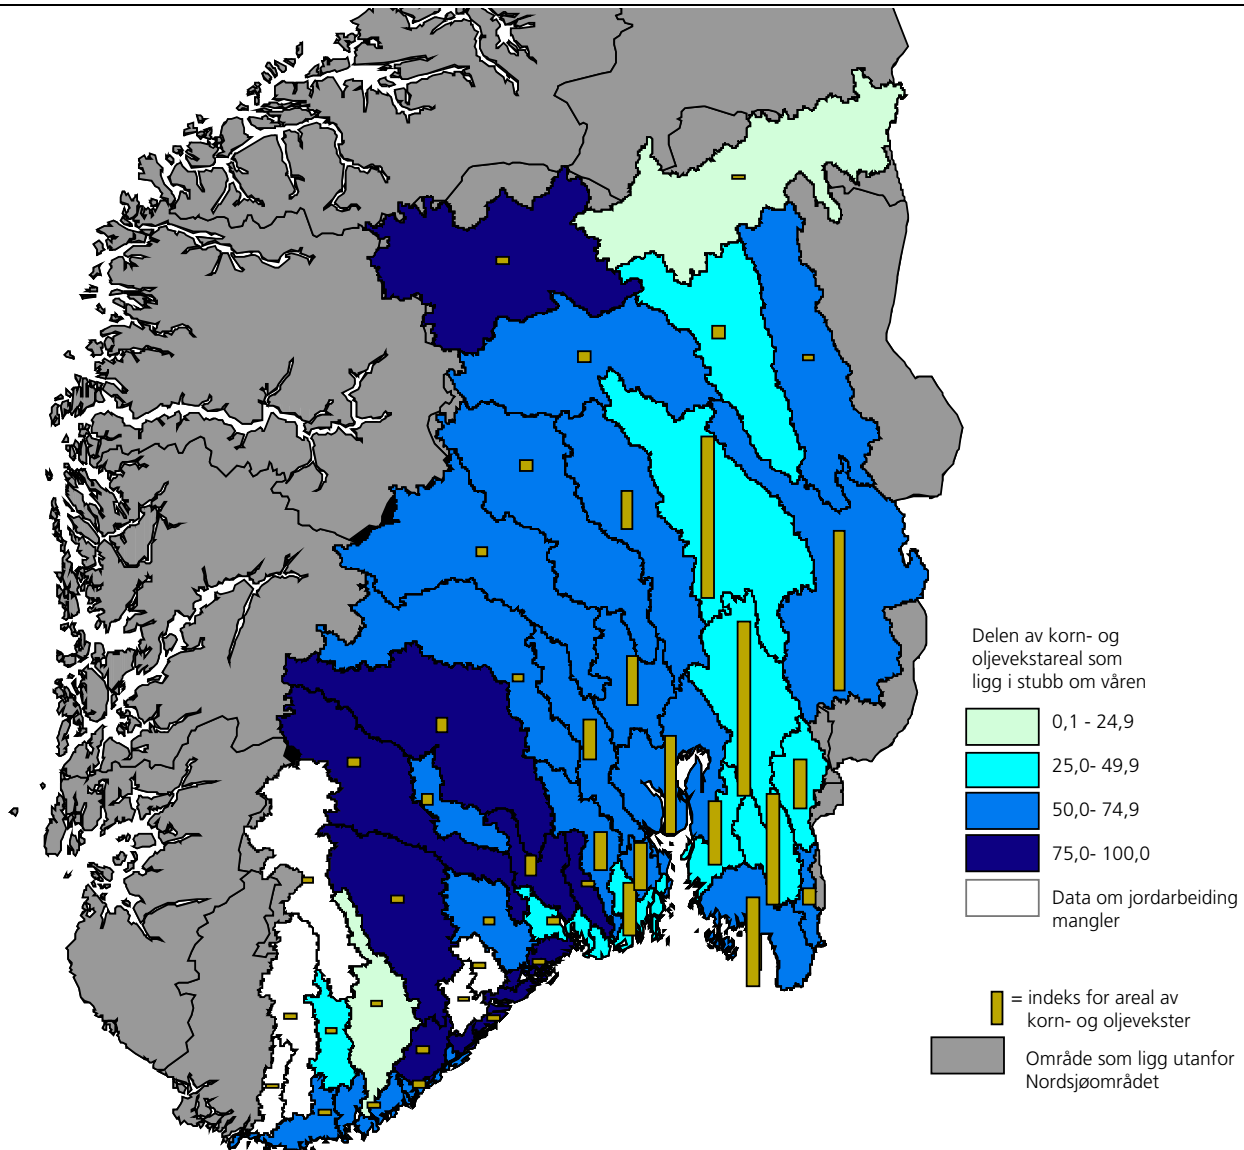 Delen av korn- og
oljevekstareal som
ligg i stubb om våren
0,1 - 24,9
25,0- 49,9
50,0- 74,9
75,0- 100,0
Data om jordarbeiding
mangler
= indeks for areal av
korn- og oljevekster
Område som ligg utanfor
Nordsjøområdet